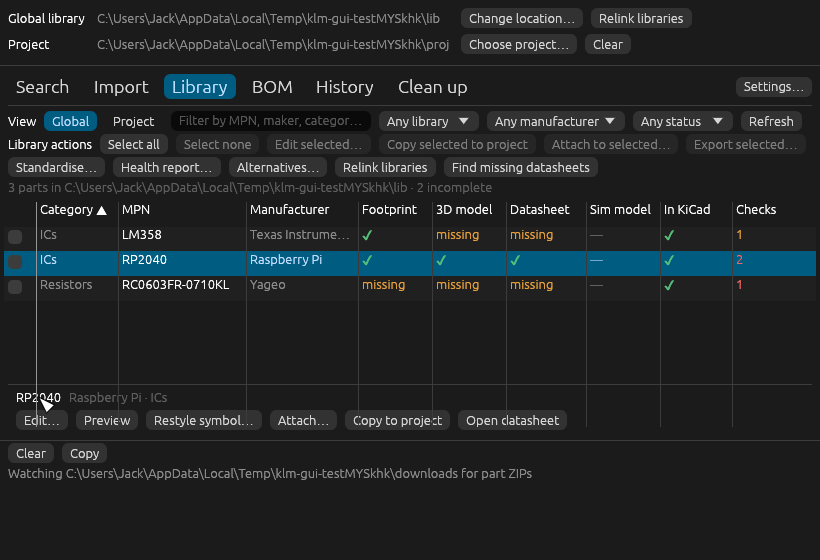 Global library C:\Users\Jack\AppData\Local\Temp\klm-gui-testMYSkhk\lib Change location... Relink libraries
Project C:\Users\Jack\AppData\Local\Temp\klm-gui-testMYSkhk\proj Choose project... Clear
Search Import Library BOM History Clean up Settings...
View Global Project Filter by MPN, maker, categor... Any library Any manufacturer Any status Refresh
Library actions Select all Select none Edit selected... Copy selected to project Attach to selected... Export selected...
Standardise... Health report... Alternatives... Relink libraries Find missing datasheets
3 parts in C:\Users\Jack\AppData\Local\Temp\klm-gui-testMYSkhk\lib · 2 incomplete
Category ▲ MPN Manufacturer Footprint 3D model Datasheet Sim model In KiCad Checks
ICs LM358 Texas Instrume... ✓ missing missing — ✓ 1
ICs RP2040 Raspberry Pi ✓ ✓ ✓ — ✓ 2
Resistors RC0603FR-0710KL Yageo missing missing missing — ✓ 1
RP2040 Raspberry Pi · ICs
Edit... Preview Restyle symbol... Attach... Copy to project Open datasheet
Clear Copy
Watching C:\Users\Jack\AppData\Local\Temp\klm-gui-testMYSkhk\downloads for part ZIPs